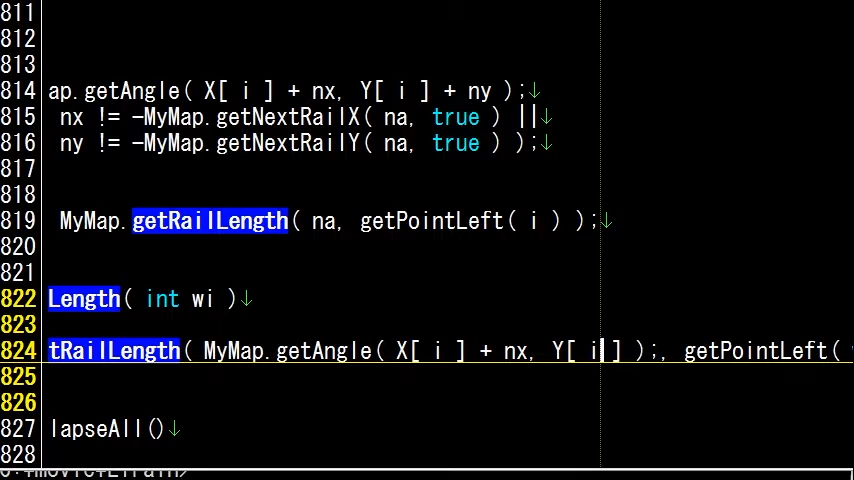 811
812
813
814 ap.getAngle( X[ i ] + nx, Y[ i ] + ny );↓
815 nx != -MyMap.getNextRailX( na, true ) ||↓
816 ny != -MyMap.getNextRailY( na, true ) );↓
817
818
819 MyMap.getRailLength( na, getPointLeft( i ) );↓
820
821
822 Length( int wi )↓
823
824 tRailLength( MyMap.getAngle( X[ i ] + nx, Y[ i ] );, getPointLeft(
825
826
827 lapseAll()↓
828